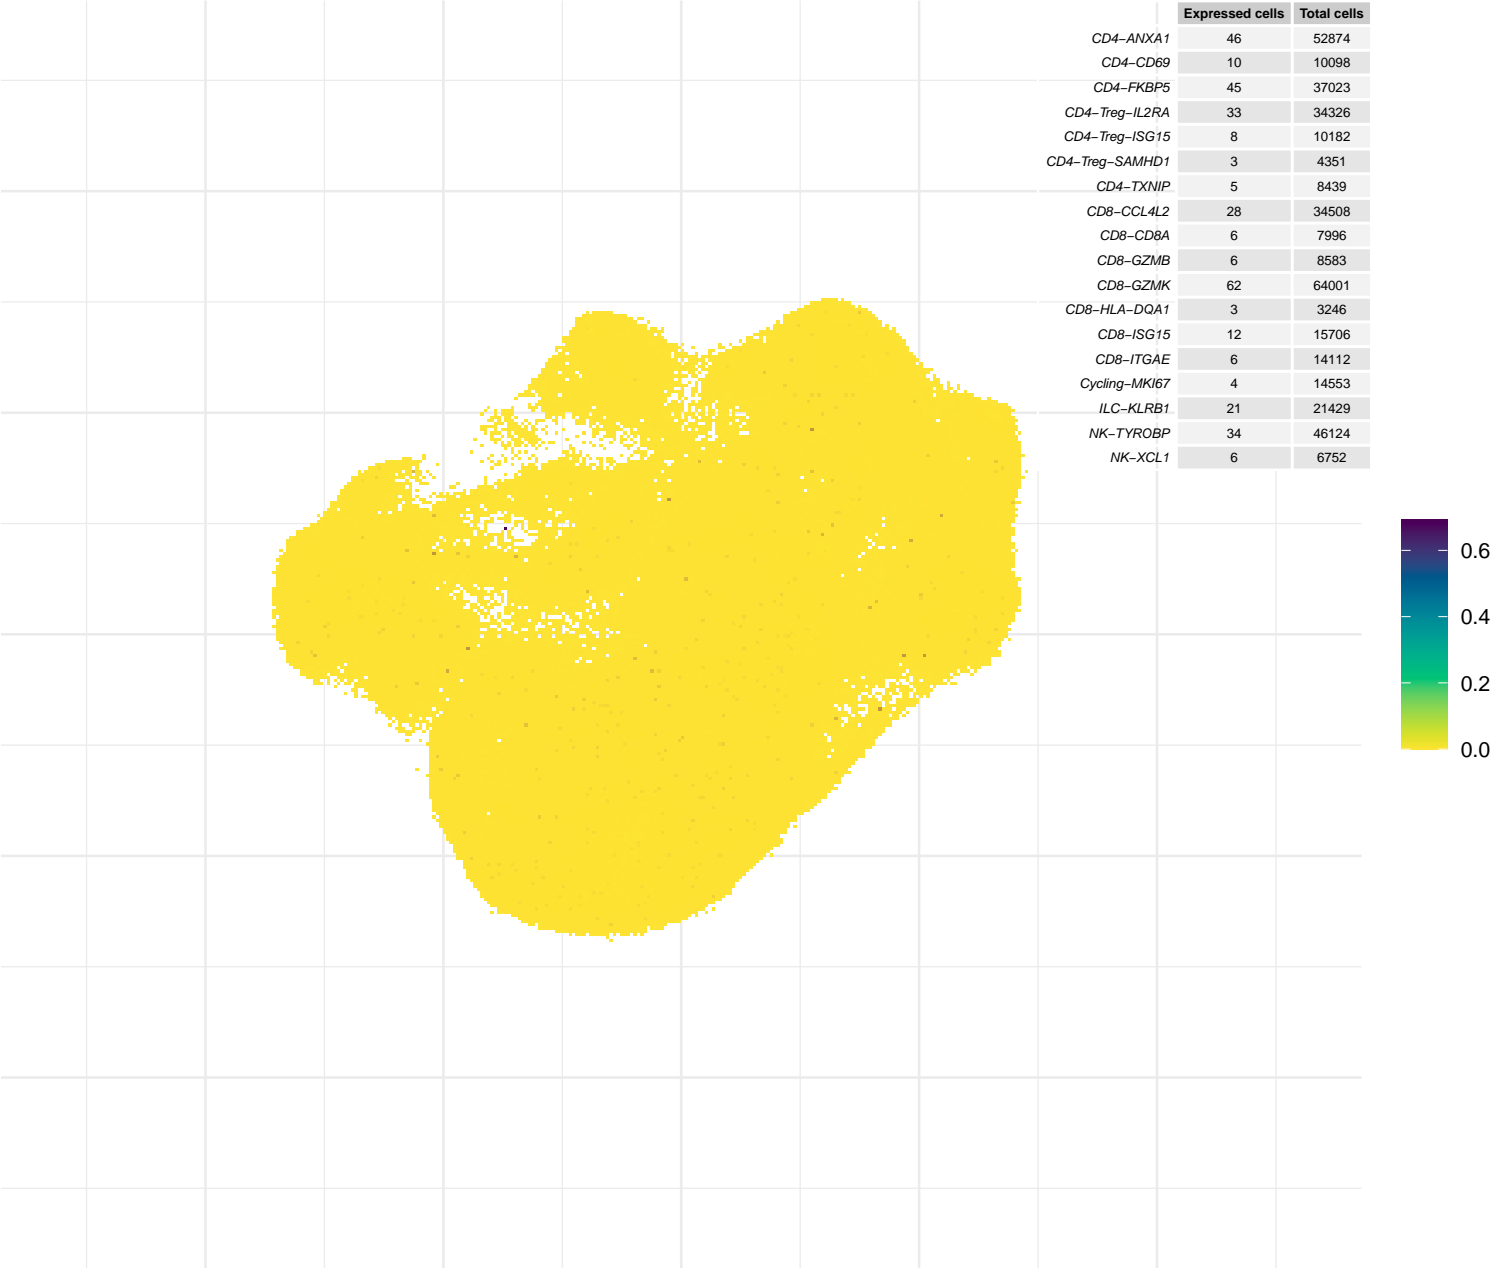 Expressed cells Total cells
CD4−ANXA1 46 52874
CD4−CD69 10 10098
CD4−FKBP5 45 37023
CD4−Treg−IL2RA 33 34326
CD4−Treg−ISG15 8 10182
CD4−Treg−SAMHD1 3 4351
CD4−TXNIP 5 8439
CD8−CCL4L2 28 34508
CD8−CD8A 6 7996
CD8−GZMB 6 8583
CD8−GZMK 62 64001
CD8−HLA−DQA1 3 3246
CD8−ISG15 12 15706
CD8−ITGAE 6 14112
Cycling−MKI67 4 14553
ILC−KLRB1 21 21429
NK−TYROBP 34 46124
NK−XCL1 6 6752
0.6
0.4
0.2
0.0